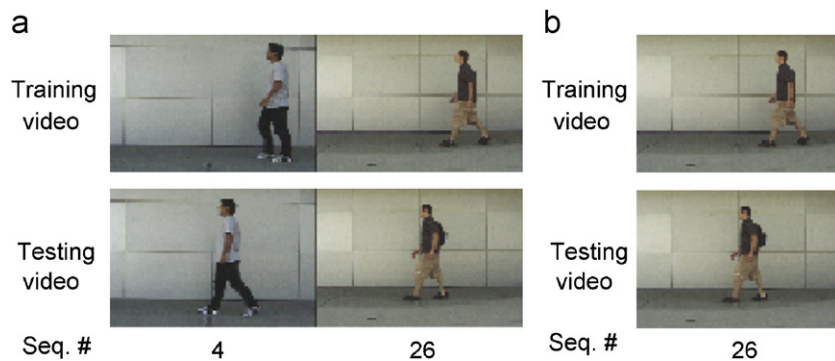 a
b
Training
video
Training
video
Testing
video
Testing
video
Seq. # 4 26
Seq. # 26